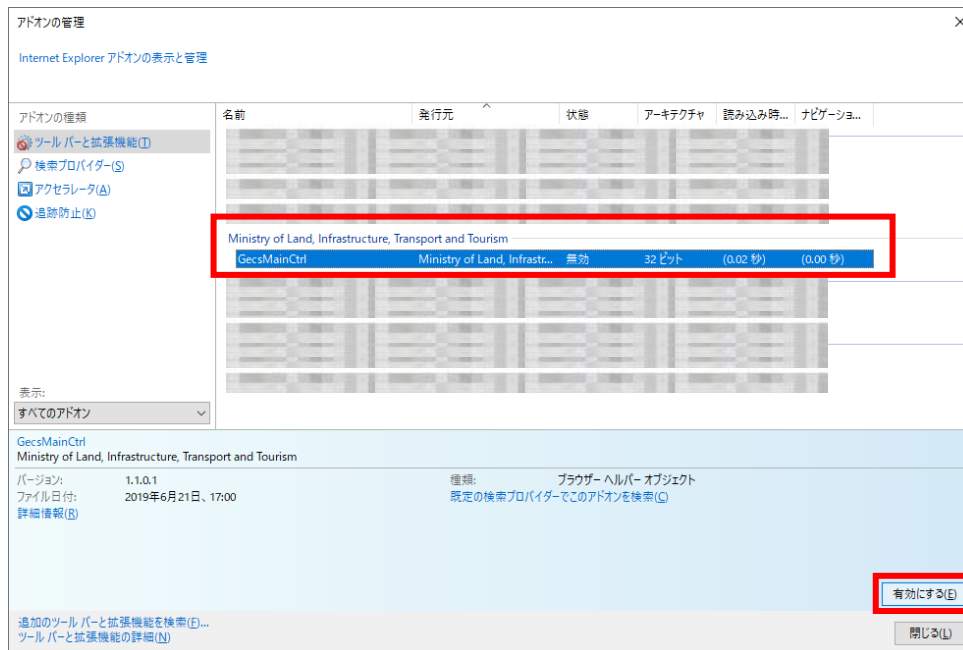 アドオンの管理
Internet Explorer アドオンの表示と管理
アドオンの種類
ツール バーと拡張機能(T)
検索プロバイダー(S)
アクセラレータ(A)
追跡防止(K)
表示:
すべてのアドオン
名前 発行元 状態 アーキテクチャ 読み込み時... ナビゲーショ...
Ministry of Land, Infrastructure, Transport and Tourism
GecsMainCtrl Ministry of Land, Infrastr... 無効 32 ビット (0.02 秒) (0.00 秒)
GecsMainCtrl
Ministry of Land, Infrastructure, Transport and Tourism
バージョン: 1.1.0.1 種類: ブラウザー ヘルパー オブジェクト
ファイル日付: 2019年6月21日、17:00 既定の検索プロバイダーでこのアドオンを検索(C)
詳細情報(R)
有効にする(E)
追加のツール バーと拡張機能を検索(F)...
ツール バーと拡張機能の詳細(N)
閉じる(L)